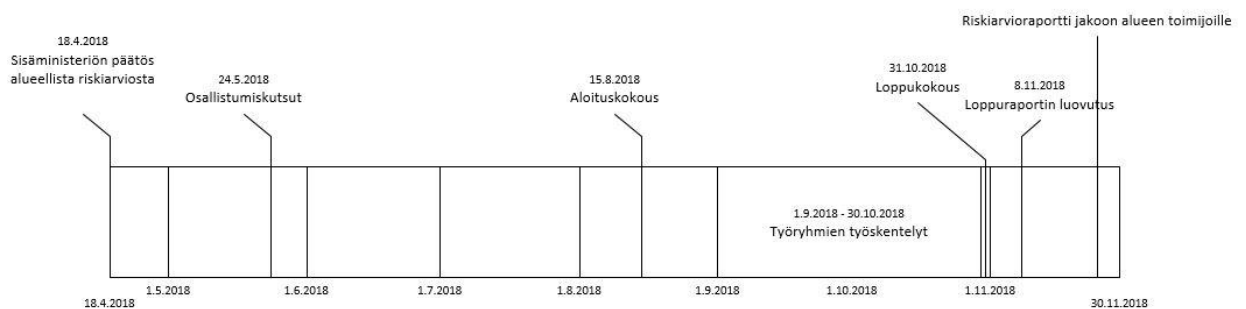 Riskiarvioraportti jakoon alueen toimijoille
18.4.2018
Sisäministeriön päätös
alueellista riskiarviosta
24.5.2018
Osallistumiskutsut
15.8.2018
Aloituskokous
31.10.2018
Loppukokous
8.11.2018
Loppuraportin luovutus
1.9.2018 - 30.10.2018
Työryhmien työskentelyt
18.4.2018
1.5.2018
1.6.2018
1.7.2018
1.8.2018
1.9.2018
1.10.2018
1.11.2018
30.11.2018